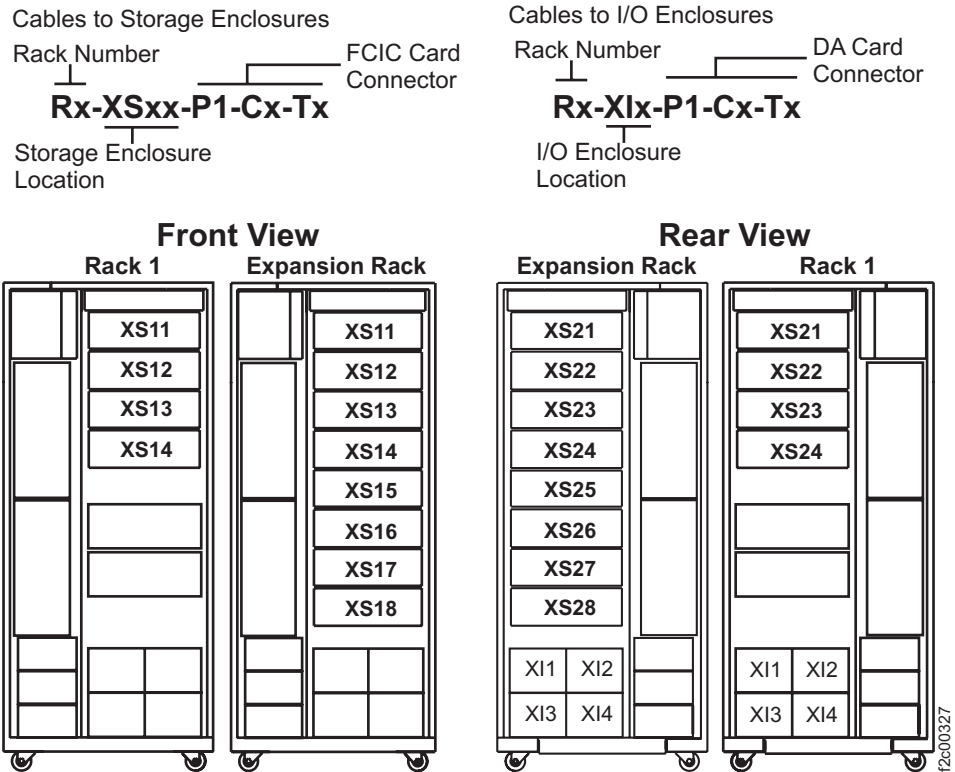 Cables to Storage Enclosures
Rack Number
FCIC Card
Connector
Rx-XSxx-P1-Cx-Tx
Storage Enclosure
Location
Cables to I/O Enclosures
Rack Number
DA Card
Connector
Rx-XIx-P1-Cx-Tx
I/O Enclosure
Location
Front View
Rack 1
XS11
XS12
XS13
XS14
Expansion Rack
XS11
XS12
XS13
XS14
XS15
XS16
XS17
XS18
Rear View
Expansion Rack
XS21
XS22
XS23
XS24
XS25
XS26
XS27
XS28
XI1 XI2
XI3 XI4
Rack 1
XS21
XS22
XS23
XS24
XI1 XI2
XI3 XI4
f2c00327